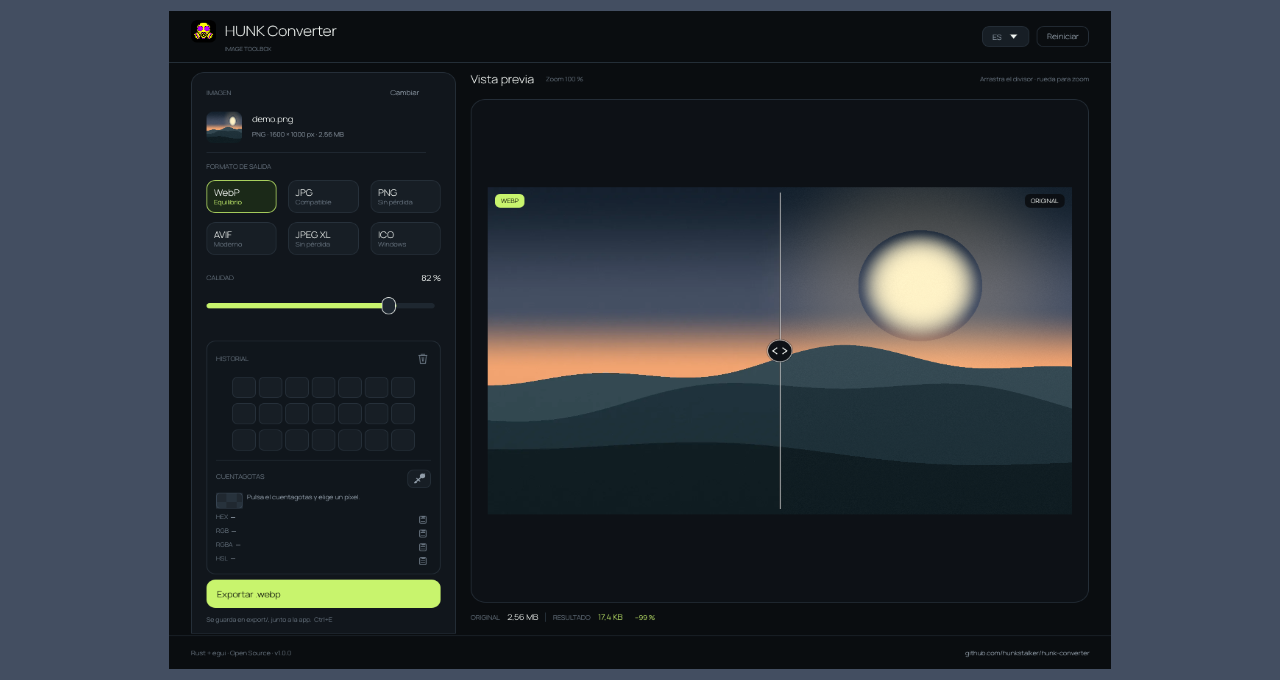 HUNK Converter
IMAGE TOOLBOX
ES
Reiniciar
IMAGEN
Cambiar
demo.png
PNG · 1600 × 1000 px · 2.56 MB
FORMATO DE SALIDA
WebP
Equilibrio
JPG
Compatible
PNG
Sin pérdida
AVIF
Moderno
JPEG XL
Sin pérdida
ICO
Windows
CALIDAD
82 %
HISTORIAL
CUENTAGOTAS
Pulsa el cuentagotas y elige un píxel.
HEX —
RGB —
RGBA —
HSL —
Exportar .webp
Se guarda en export/, junto a la app. Ctrl+E
Vista previa
Zoom 100 %
Arrastra el divisor · rueda para zoom
WEBP
ORIGINAL
ORIGINAL 2,56 MB RESULTADO 17,4 KB −99 %
Rust + egui · Open Source · v1.0.0
github.com/hunkstalker/hunk-converter